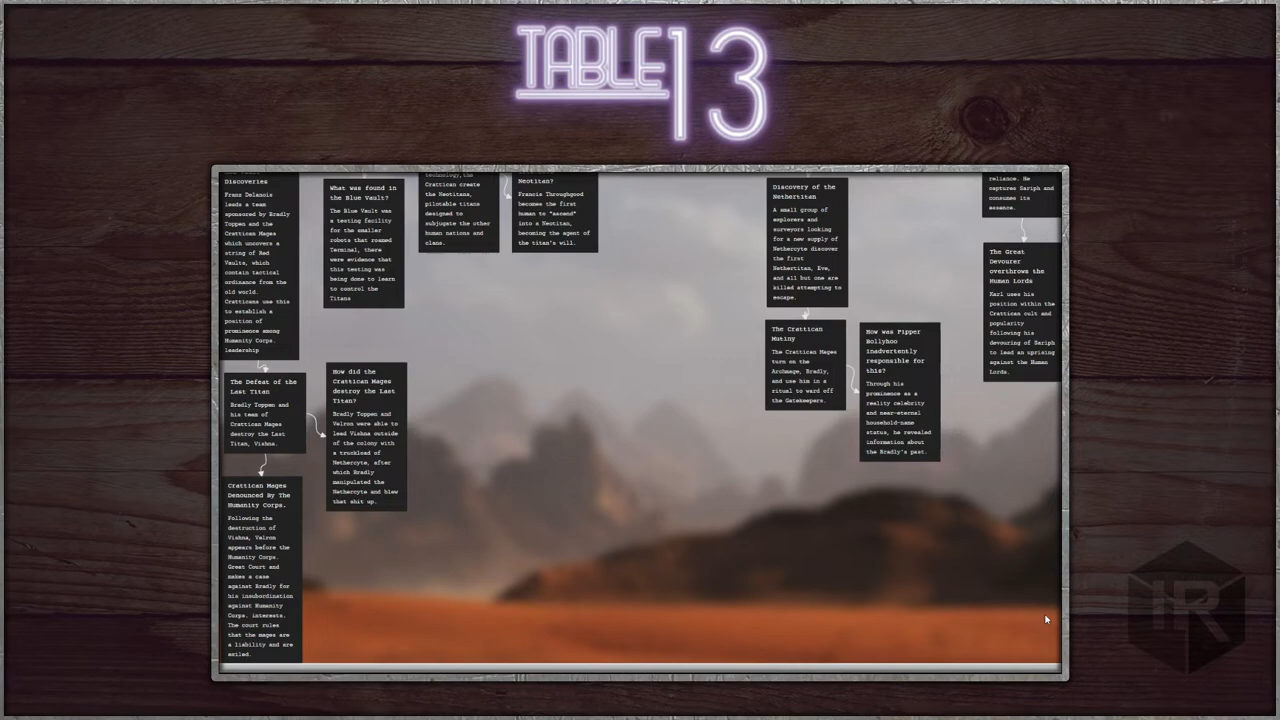 TABLE 13
Discoveries
Franz Delanois
leads a team
sponsored by Bradly
Toppen and the
Crattican Mages
which uncovers a
string of Red
Vaults, which
contain tactical
ordinance from the
old world.
Cratticans use this
to establish a
position of
prominence among
Humanity Corp.
leadership
The Defeat of the
Last Titan
Bradly Toppen and
his team of
Crattican Mages
destroy the Last
Titan, Vishna.
Crattican Mages
Denounced By The
Humanity Corps.
Following the
destruction of
Vishna, Velron
appears before the
Humanity Corps.
Great Court and
makes a case
against Bradly for
his insubordination
against Humanity
Corps. interests.
The court rules
that the mages are
a liability and are
exiled.
What was found in
the Blue Vault?
The Blue Vault was
a testing facility
for the smaller
robots that roamed
Terminal, there
were evidence that
this testing was
being done to learn
to control the
Titans
How did the
Crattican Mages
destroy the Last
Titan?
Bradly Toppen and
Velron were able to
lead Vishna outside
of the colony with
a truckload of
Nethercyte, after
which Bradly
manipulated the
Nethercyte and blew
that shit up.
technology, the
Crattican create
the Neotitans,
pilotable titans
designed to
subjugate the other
human nations and
clans.
Neotitan?
Francis Throughgood
becomes the first
human to "ascend"
into a Neotitan,
becoming the agent of
the titan's will.
Discovery of the
Nethertitan
A small group of
explorers and
surveyors looking
for a new supply of
Nethercyte discover
the first
Nethertitan, Eve,
and all but one are
killed attempting to
escape.
The Crattican
Mutiny
The Crattican Mages
turn on the
Archmage, Bradly,
and use him in a
ritual to ward off
the Gatekeepers.
How was Pipper
Bollyhoo
inadvertently
responsible for
this?
Through his
prominence as a
reality celebrity
and near-eternal
household-name
status, he revealed
information about
the Bradly's past.
reliance. He
captures Sariph and
consumes its
essence.
The Great
Devourer
overthrows the
Human Lords
Karl uses his
position within the
Crattican cult and
popularity
following his
devouring of Sariph
to lead an uprising
against the Human
Lords.
IR